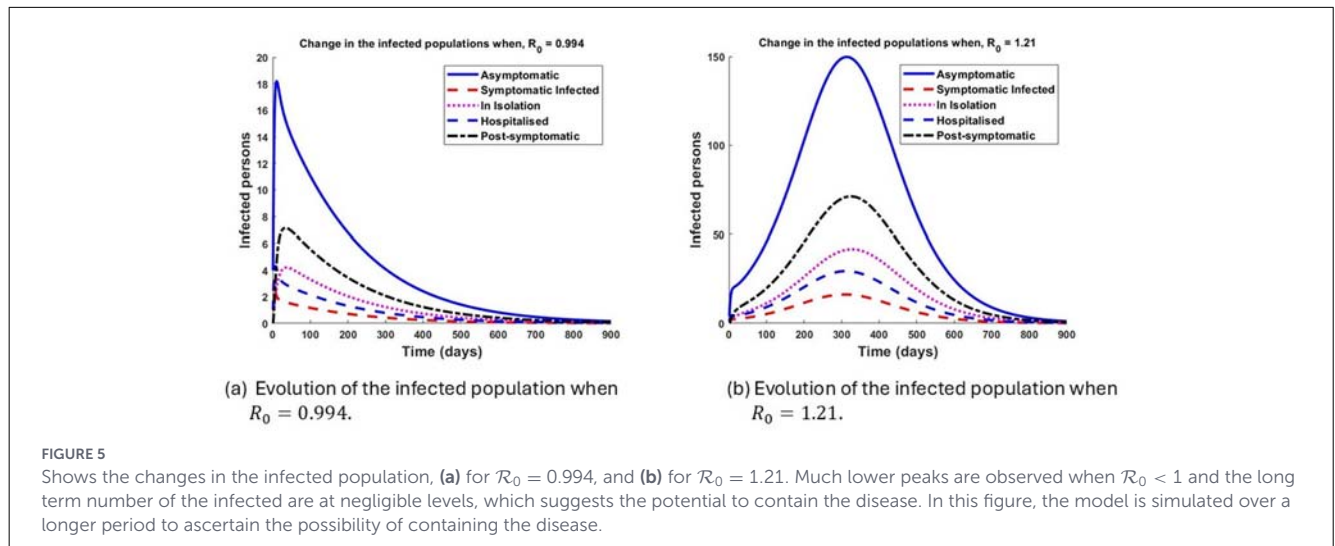 Change in the infected populations when, R0 = 0.994
20
18
16
14
12
10
8
6
4
2
0
Infected persons
Asymptomatic
Symptomatic Infected
In Isolation
Hospitalised
Post-symptomatic
0 100 200 300 400 500 600 700 800 900
Time (days)
(a) Evolution of the infected population when
R0 = 0.994.
Change in the infected populations when, R0 = 1.21
150
100
50
0
Infected persons
Asymptomatic
Symptomatic Infected
In Isolation
Hospitalised
Post-symptomatic
0 100 200 300 400 500 600 700 800 900
Time (days)
(b) Evolution of the infected population when
R0 = 1.21.
FIGURE 5
Shows the changes in the infected population, (a) for R0 = 0.994, and (b) for R0 = 1.21. Much lower peaks are observed when R0 < 1 and the long
term number of the infected are at negligible levels, which suggests the potential to contain the disease. In this figure, the model is simulated over a
longer period to ascertain the possibility of containing the disease.